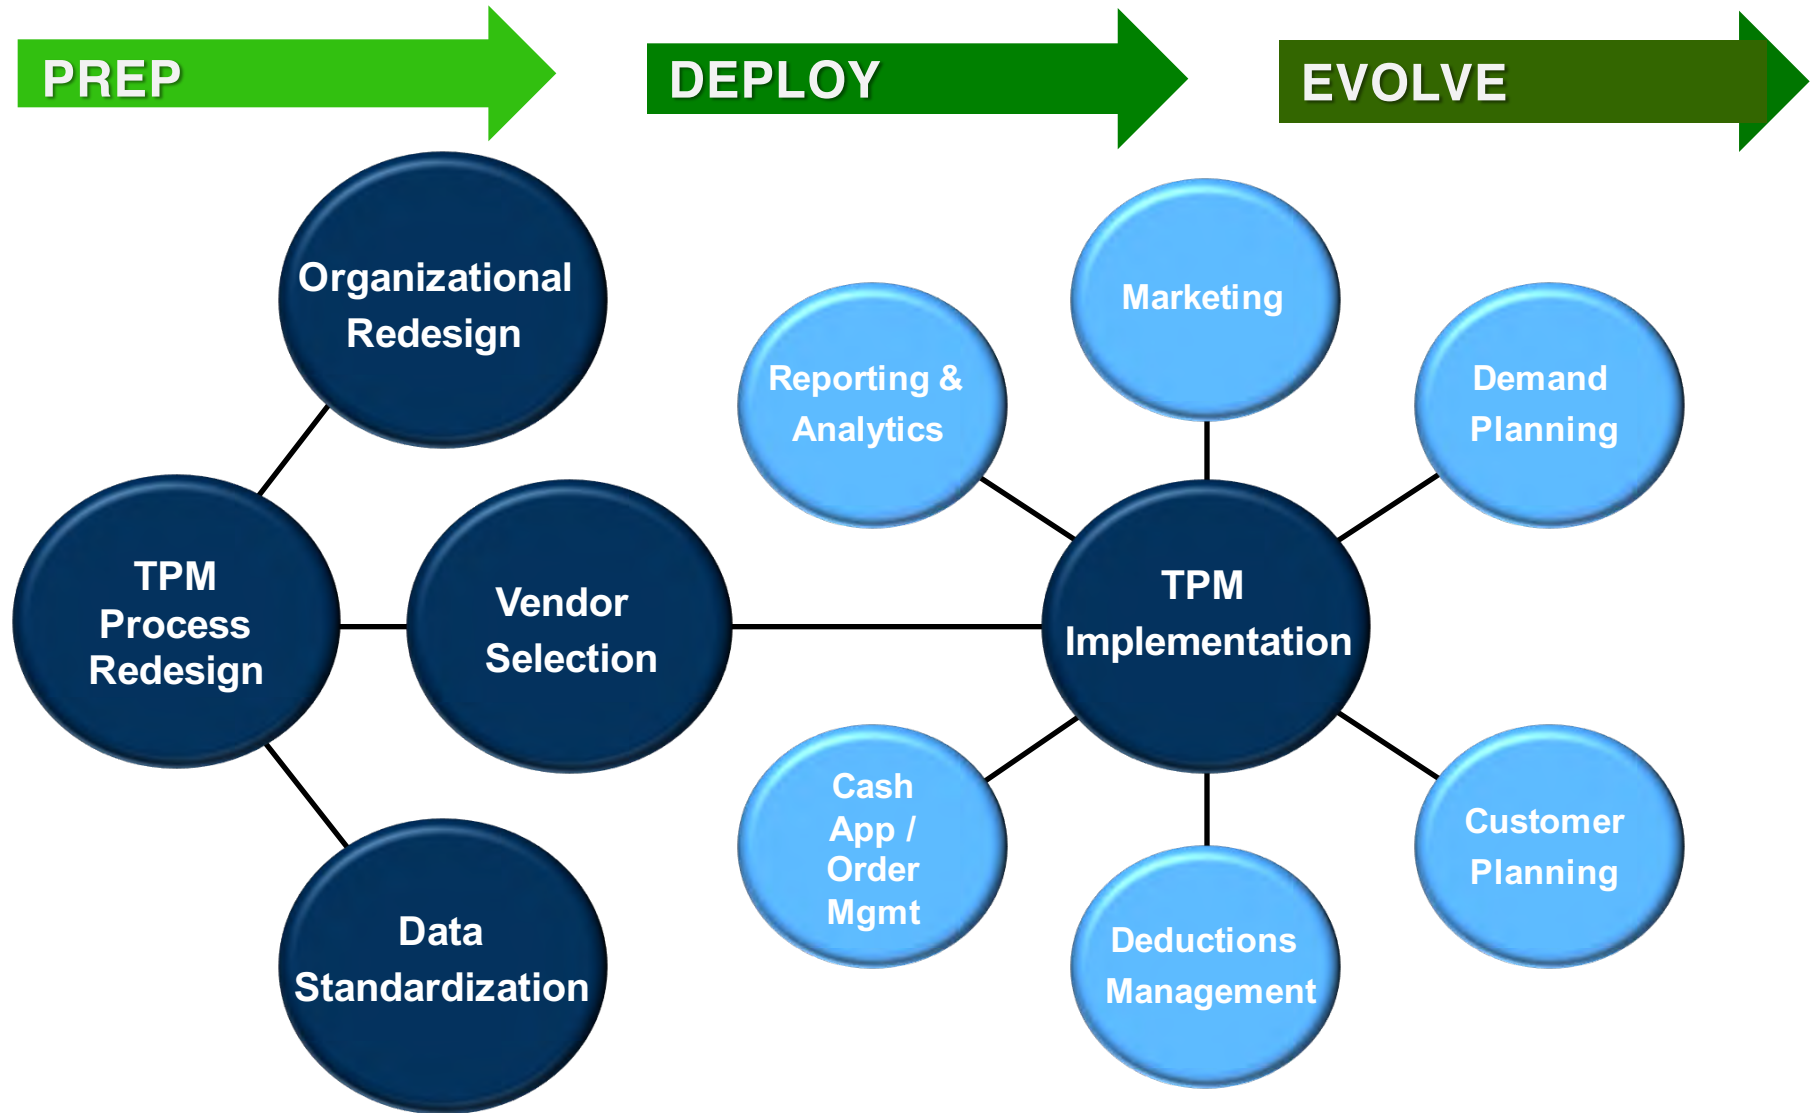 PREP
DEPLOY
EVOLVE
Organizational
Redesign
TPM
Process
Redesign
Vendor
Selection
Data
Standardization
Reporting &
Analytics
Marketing
Demand
Planning
TPM
Implementation
Cash
App /
Order
Mgmt
Deductions
Management
Customer
Planning